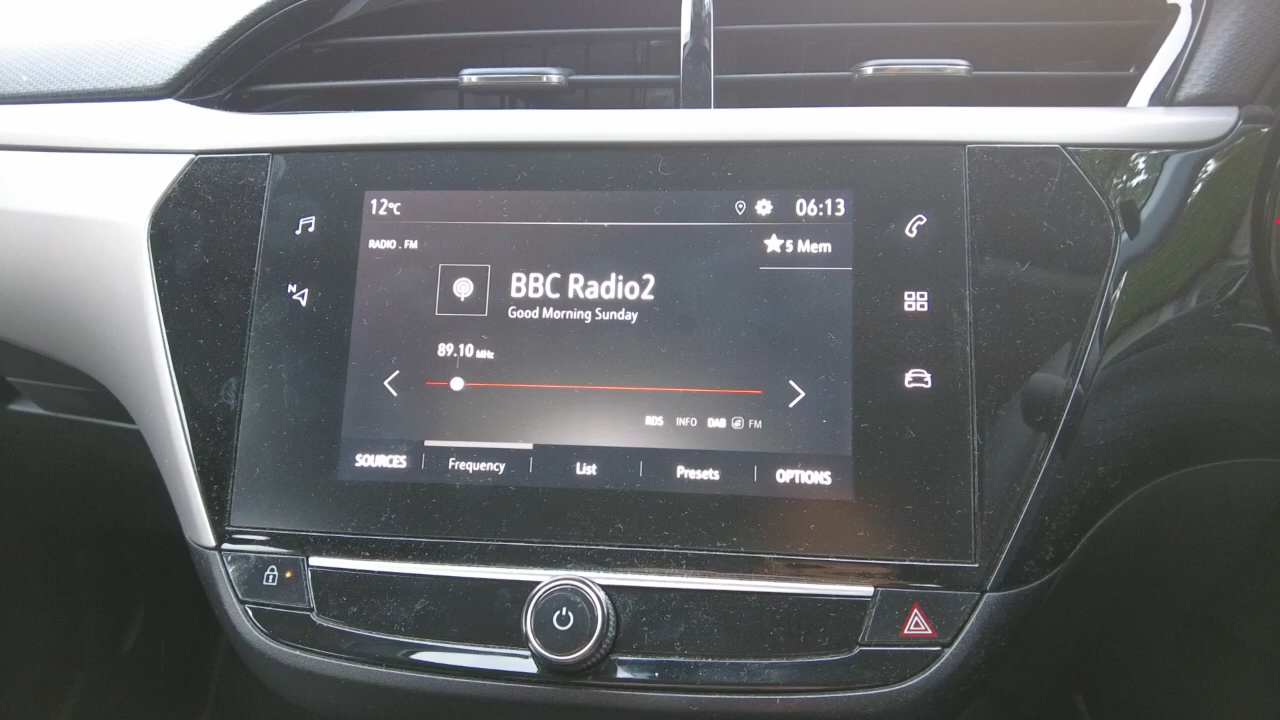 12°C
06:13
RADIO . FM
5 Mem
BBC Radio2
Good Morning Sunday
N
89.10 MHz
RDS INFO DAB FM
SOURCES Frequency List Presets OPTIONS